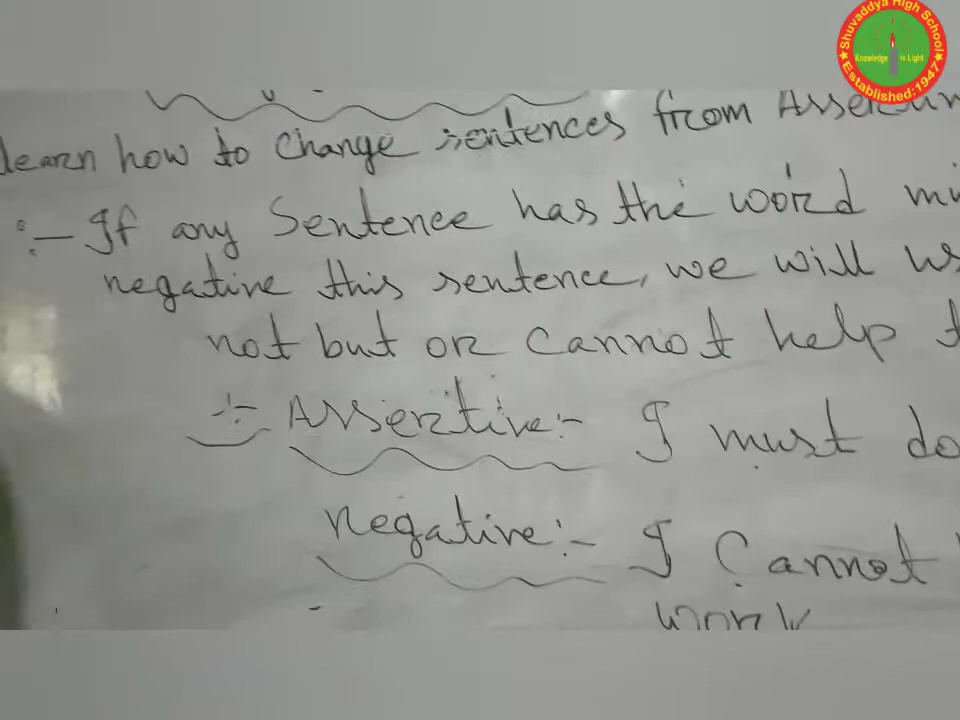 Shuvaddya High School
Knowledge is Light
Established:1947
learn how to change sentences from
:- If any Sentence has the word
negative this sentence, we will
not but or cannot help
÷ Assertive:- I must do
negative:- I Cannot
work